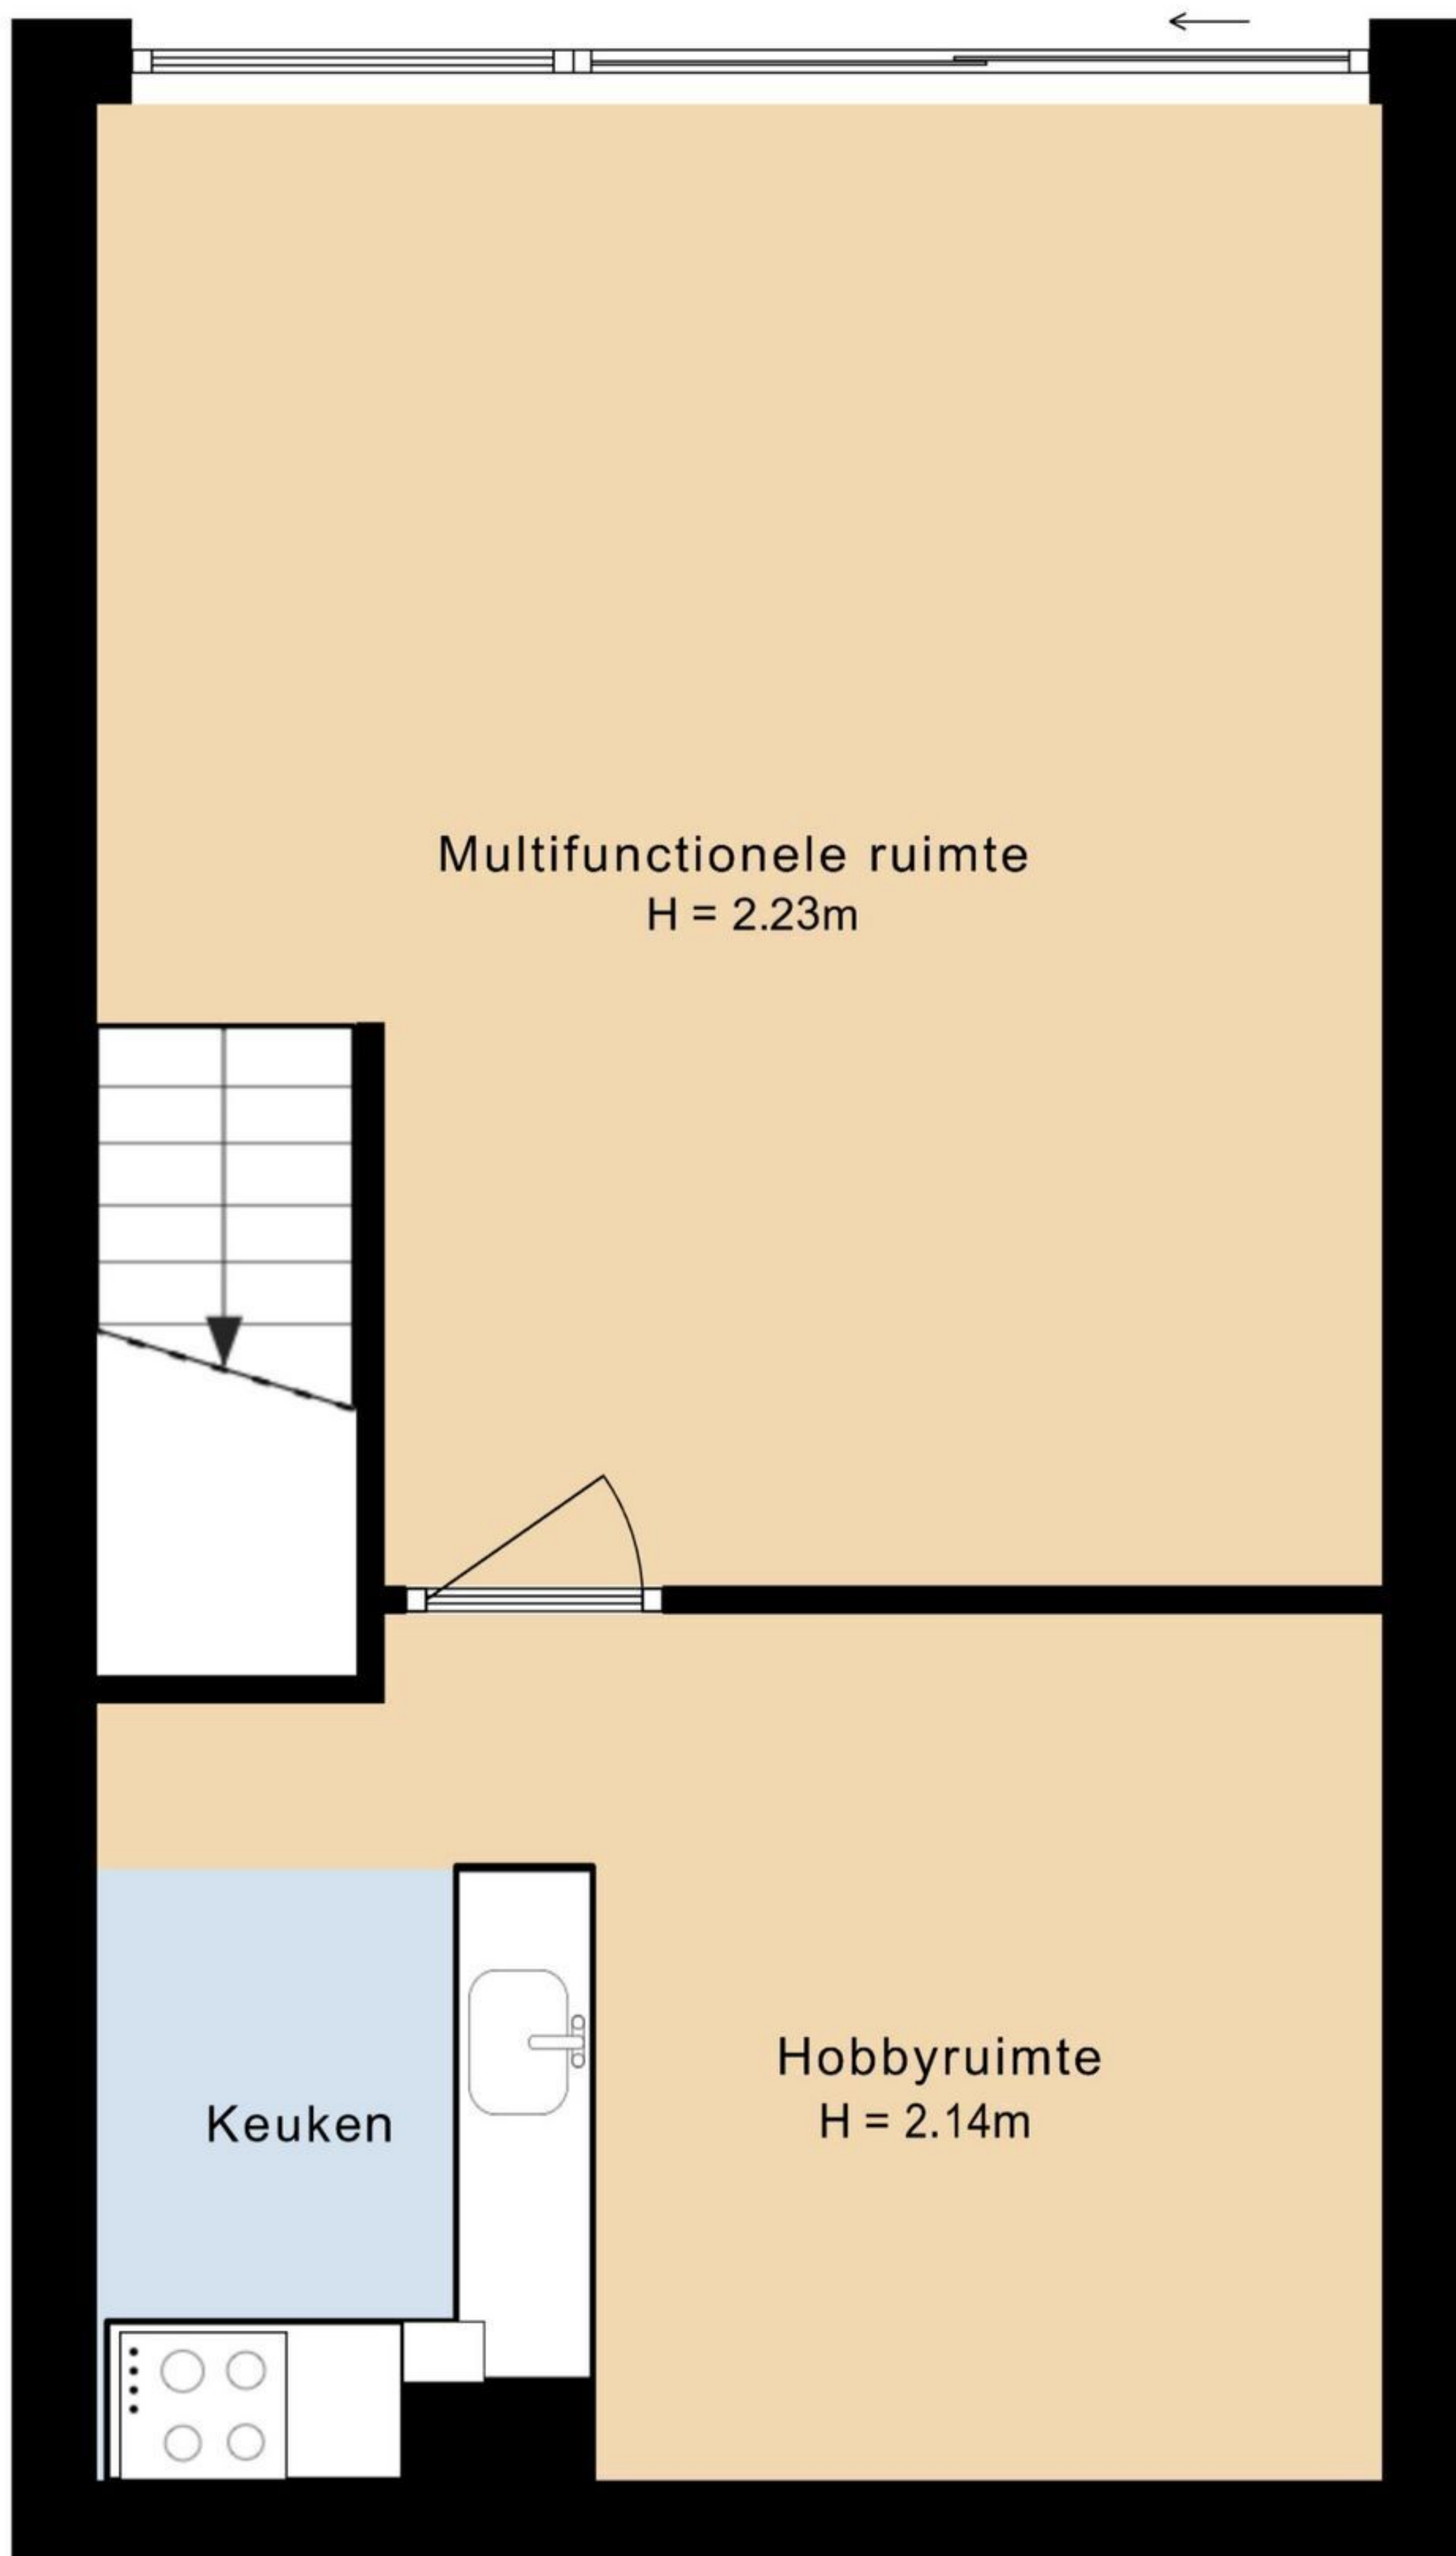 Multifunctionele ruimte
H = 2.23m
Hobbyruimte
H = 2.14m
Keuken